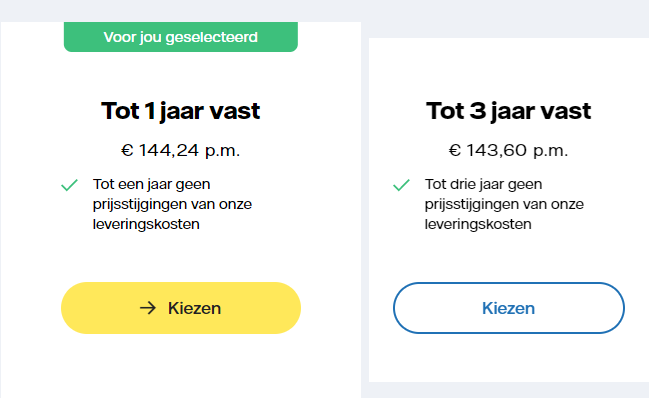 Voor jou geselecteerd
Tot 1 jaar vast
€ 144,24 p.m.
Tot een jaar geen
prijsstijgingen van onze
leveringskosten
Kiezen
Tot 3 jaar vast
€ 143,60 p.m.
Tot drie jaar geen
prijsstijgingen van onze
leveringskosten
Kiezen